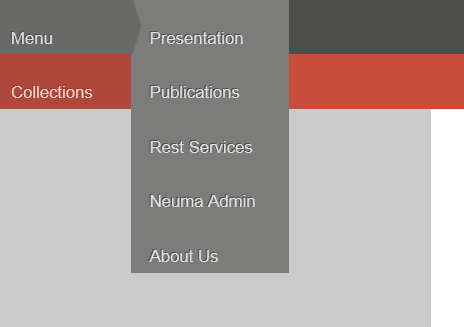 Menu
Presentation
Collections
Publications
Rest Services
Neuma Admin
About Us